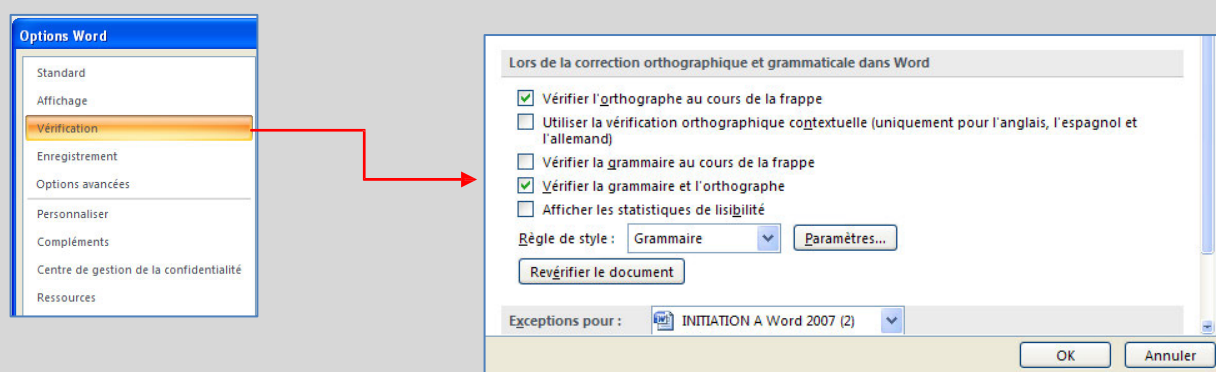 Options Word
Standard
Affichage
Vérification
Enregistrement
Options avancées
Personnaliser
Compléments
Centre de gestion de la confidentialité
Ressources
Lors de la correction orthographique et grammaticale dans Word
Vérifier l'orthographe au cours de la frappe
Utiliser la vérification orthographique contextuelle (uniquement pour l'anglais, l'espagnol et
l'allemand)
Vérifier la grammaire au cours de la frappe
Vérifier la grammaire et l'orthographe
Afficher les statistiques de lisibilité
Règle de style : Grammaire Paramètres...
Revérifier le document
Exceptions pour : INITIATION A Word 2007 (2)
OK Annuler